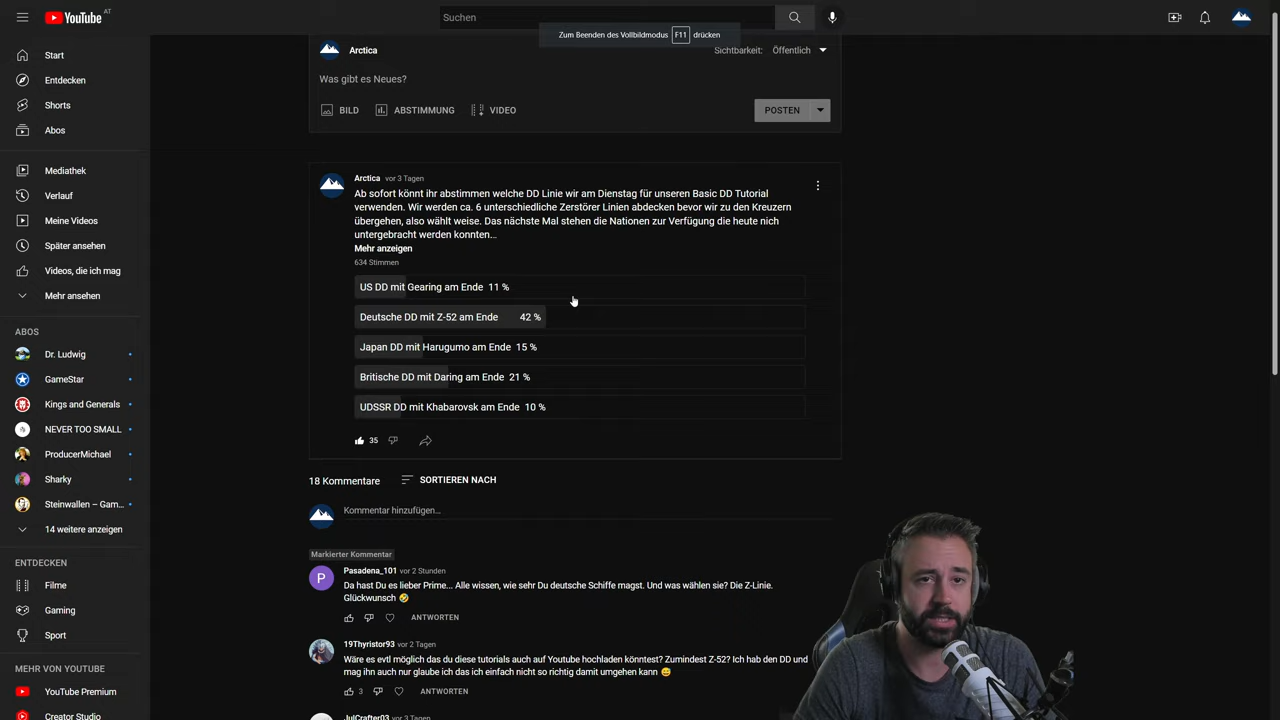 YouTube AT
Suchen
Zum Beenden des Vollbildmodus F11 drücken
Start
Entdecken
Shorts
Abos
Mediathek
Verlauf
Meine Videos
Später ansehen
Videos, die ich mag
Mehr ansehen
ABOS
Dr. Ludwig
GameStar
Kings and Generals
NEVER TOO SMALL
ProducerMichael
Sharky
Steinwallen – Gam...
14 weitere anzeigen
ENTDECKEN
Filme
Gaming
Sport
MEHR VON YOUTUBE
YouTube Premium
Creator Studio
Arctica
Sichtbarkeit: Öffentlich
Was gibt es Neues?
BILD
ABSTIMMUNG
VIDEO
POSTEN
Arctica vor 3 Tagen
Ab sofort könnt ihr abstimmen welche DD Linie wir am Dienstag für unseren Basic DD Tutorial
verwenden. Wir werden ca. 6 unterschiedliche Zerstörer Linien abdecken bevor wir zu den Kreuzern
übergehen, also wählt weise. Das nächste Mal stehen die Nationen zur Verfügung die heute nich
untergebracht werden konnten...
Mehr anzeigen
634 Stimmen
US DD mit Gearing am Ende 11 %
Deutsche DD mit Z-52 am Ende 42 %
Japan DD mit Harugumo am Ende 15 %
Britische DD mit Daring am Ende 21 %
UDSSR DD mit Khabarovsk am Ende 10 %
35
18 Kommentare
SORTIEREN NACH
Kommentar hinzufügen...
Markierter Kommentar
P
Pasadena_101 vor 2 Stunden
Da hast Du es lieber Prime... Alle wissen, wie sehr Du deutsche Schiffe magst. Und was wählen sie? Die Z-Linie.
Glückwunsch 🤣
ANTWORTEN
19Thyristor93 vor 2 Tagen
Wäre es evtl möglich das du diese tutorials auch auf Youtube hochladen könntest? Zumindest Z-52? Ich hab den DD und
mag ihn auch nur glaube ich das ich einfach nicht so richtig damit umgehen kann 😅
3
ANTWORTEN
JulCrafter03 vor 3 Tagen